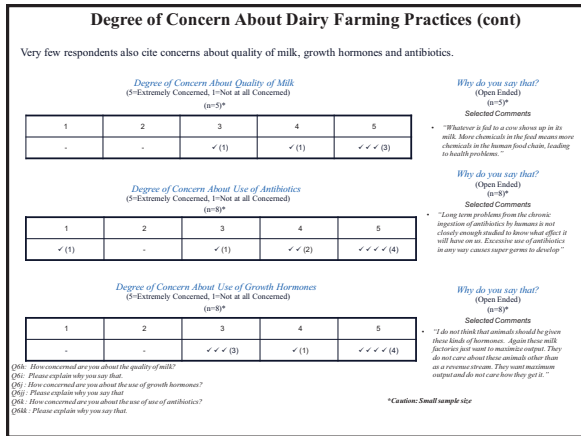 Degree of Concern About Dairy Farming Practices (cont)
Very few respondents also cite concerns about quality of milk, growth hormones and antibiotics.
Degree of Concern About Quality of Milk
(5=Extremely Concerned, 1=Not at all Concerned)
(n=5)*
1 2 3 4 5
- - ✓ (1) ✓ (1) ✓ ✓ ✓ (3)
Why do you say that?
(Open Ended)
(n=5)*
Selected Comments
• "Whatever is fed to a cow shows up in its
milk. More chemicals in the feed means more
chemicals in the human food chain, leading
to health problems."
Degree of Concern About Use of Antibiotics
(5=Extremely Concerned, 1=Not at all Concerned)
(n=8)*
1 2 3 4 5
✓ (1) - ✓ (1) ✓ ✓ (2) ✓ ✓ ✓ ✓ (4)
Why do you say that?
(Open Ended)
(n=8)*
Selected Comments
• "Long term problems from the chronic
ingestion of antibiotics by humans is not
closely enough studied to know what effect it
will have on us. Excessive use of antibiotics
in any way causes super germs to develop"
Degree of Concern About Use of Growth Hormones
(5=Extremely Concerned, 1=Not at all Concerned)
(n=8)*
1 2 3 4 5
- - ✓ ✓ ✓ (3) ✓ (1) ✓ ✓ ✓ ✓ (4)
Why do you say that?
(Open Ended)
(n=8)*
Selected Comments
• "I do not think that animals should be given
these kinds of hormones. Again these milk
factories just want to maximize output. They
do not care about these animals other than
as a revenue stream. They want maximum
output and do not care how they get it."
Q6h: How concerned are you about the quality of milk?
Q6i: Please explain why you say that.
Q6j: How concerned are you about the use of growth hormones?
Q6jj: Please explain why you say that
Q6k: How concerned are you about the use of use of antibiotics?
Q6kk: Please explain why you say that.
*Caution: Small sample size